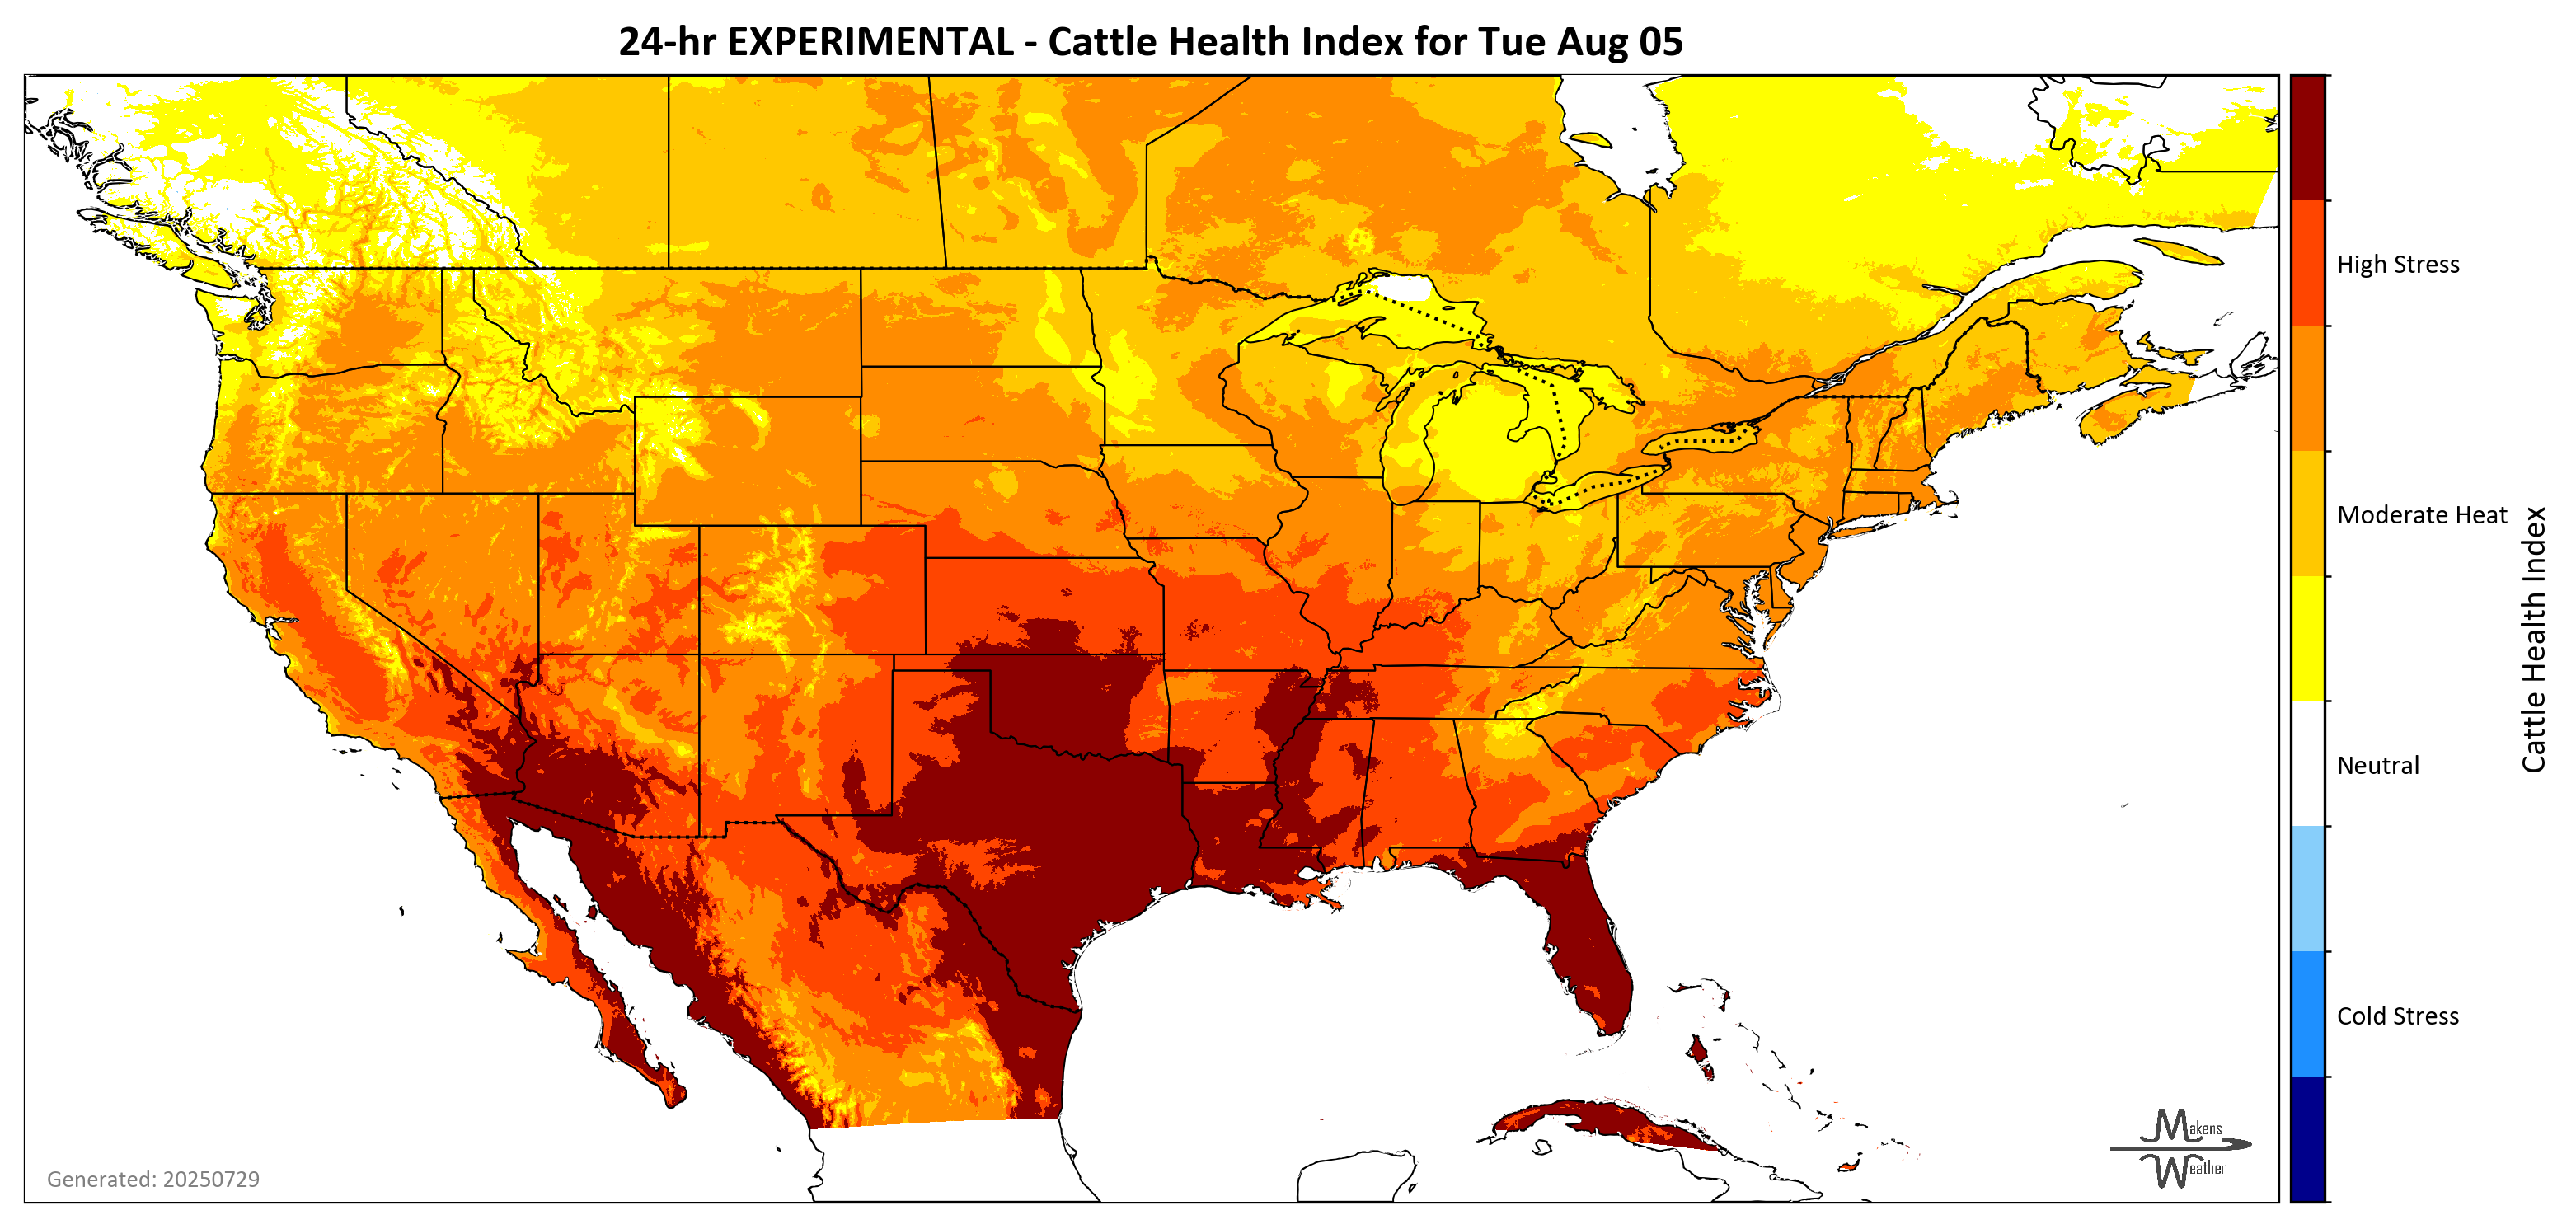 24-hr EXPERIMENTAL - Cattle Health Index for Tue Aug 05
High Stress
Moderate Heat
Neutral
Cold Stress
Cattle Health Index
Makens
Weather
Generated: 20250729